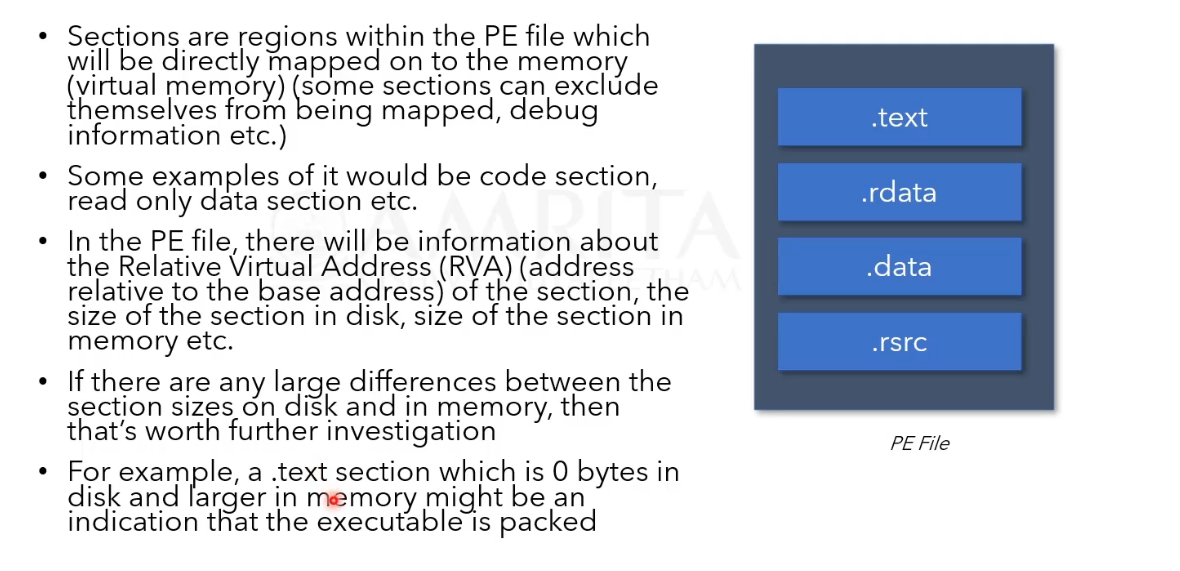 • Sections are regions within the PE file which
will be directly mapped on to the memory
(virtual memory) (some sections can exclude
themselves from being mapped, debug
information etc.)
• Some examples of it would be code section,
read only data section etc.
• In the PE file, there will be information about
the Relative Virtual Address (RVA) (address
relative to the base address) of the section, the
size of the section in disk, size of the section in
memory etc.
• If there are any large differences between the
section sizes on disk and in memory, then
that's worth further investigation
• For example, a .text section which is 0 bytes in
disk and larger in memory might be an
indication that the executable is packed
.text
.rdata
.data
.rsrc
PE File
AMRITA